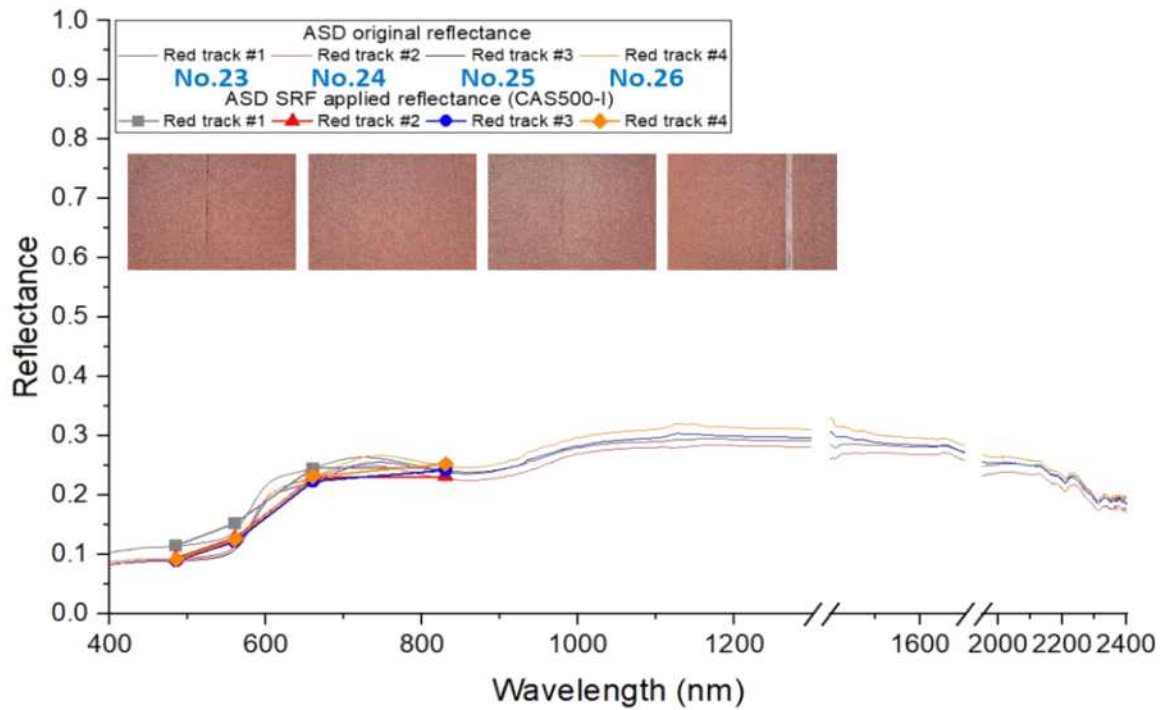 ASD original reflectance
Red track #1 Red track #2 Red track #3 Red track #4
No.23 No.24 No.25 No.26
ASD SRF applied reflectance (CAS500-I)
Red track #1 Red track #2 Red track #3 Red track #4
Reflectance
1.0
0.9
0.8
0.7
0.6
0.5
0.4
0.3
0.2
0.1
0.0
400 600 800 1000 1200 1600 2000 2200 2400
Wavelength (nm)